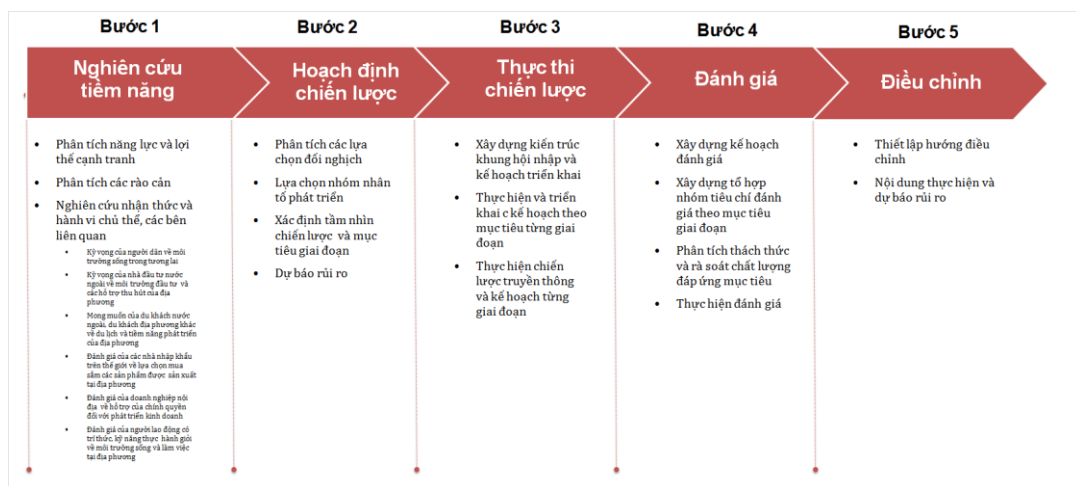 Bước 1
Nghiên cứu
tiềm năng
• Phân tích năng lực và lợi
thế cạnh tranh
• Phân tích các rào cản
• Nghiên cứu nhận thức và
hành vi chủ thể, các bên
liên quan
• Kỳ vọng của người dân về môi
trường sống trong tương lai
• Kỳ vọng của nhà đầu tư nước
ngoài về môi trường đầu tư và
các hỗ trợ thu hút của địa
phương
• Mong muốn của du khách nước
ngoài, du khách địa phương khác
về du lịch và tiềm năng phát triển
của địa phương
• Đánh giá của các nhà nhập khẩu
trên thế giới về lựa chọn mua
sắm các sản phẩm được sản xuất
tại địa phương
• Đánh giá của doanh nghiệp nội
địa về hỗ trợ của chính quyền
đối với phát triển kinh doanh
• Đánh giá của người lao động có
trí thức, kỹ năng thực hành giỏi
về môi trường sống và làm việc
tại địa phương
Bước 2
Hoạch định
chiến lược
• Phân tích các lựa
chọn đối nghịch
• Lựa chọn nhóm nhân
tố phát triển
• Xác định tầm nhìn
chiến lược và mục
tiêu giai đoạn
• Dự báo rủi ro
Bước 3
Thực thi
chiến lược
• Xây dựng kiến trúc
khung hội nhập và
kế hoạch triển khai
• Thực hiện và triển
khai c kế hoạch theo
mục tiêu từng giai
đoạn
• Thực hiện chiến
lược truyền thông
và kế hoạch từng
giai đoạn
Bước 4
Đánh giá
• Xây dựng kế hoạch
đánh giá
• Xây dựng tổ hợp
nhóm tiêu chí đánh
giá theo mục tiêu
giai đoạn
• Phân tích thách thức
và rà soát chất lượng
đáp ứng mục tiêu
• Thực hiện đánh giá
Bước 5
Điều chỉnh
• Thiết lập hướng điều
chỉnh
• Nội dung thực hiện và
dự báo rủi ro